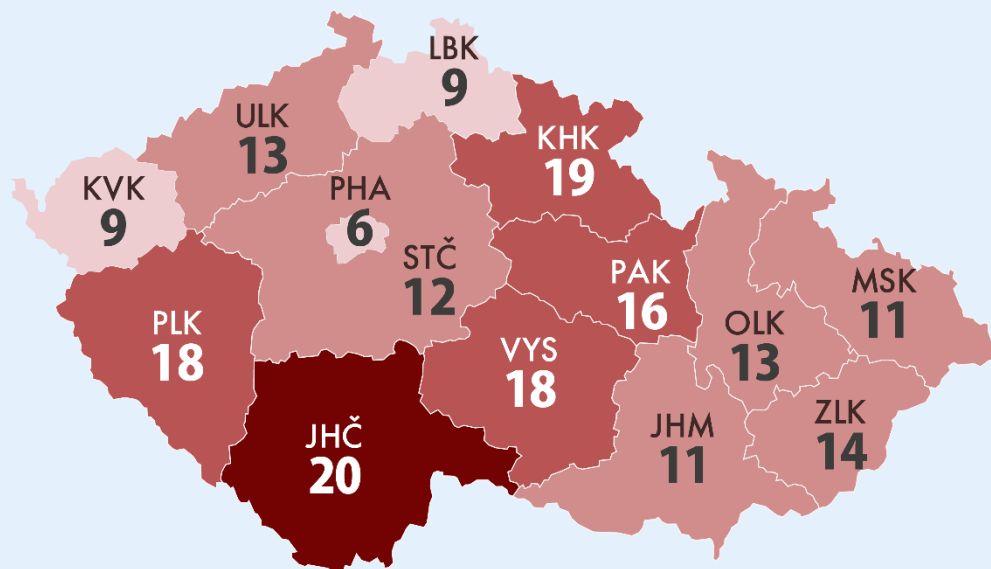 LBK
9
ULK
13
KHK
19
KVK
9
PHA
6
STČ
12
PAK
16
MSK
11
PLK
18
VYS
18
OLK
13
JHČ
20
JHM
11
ZLK
14